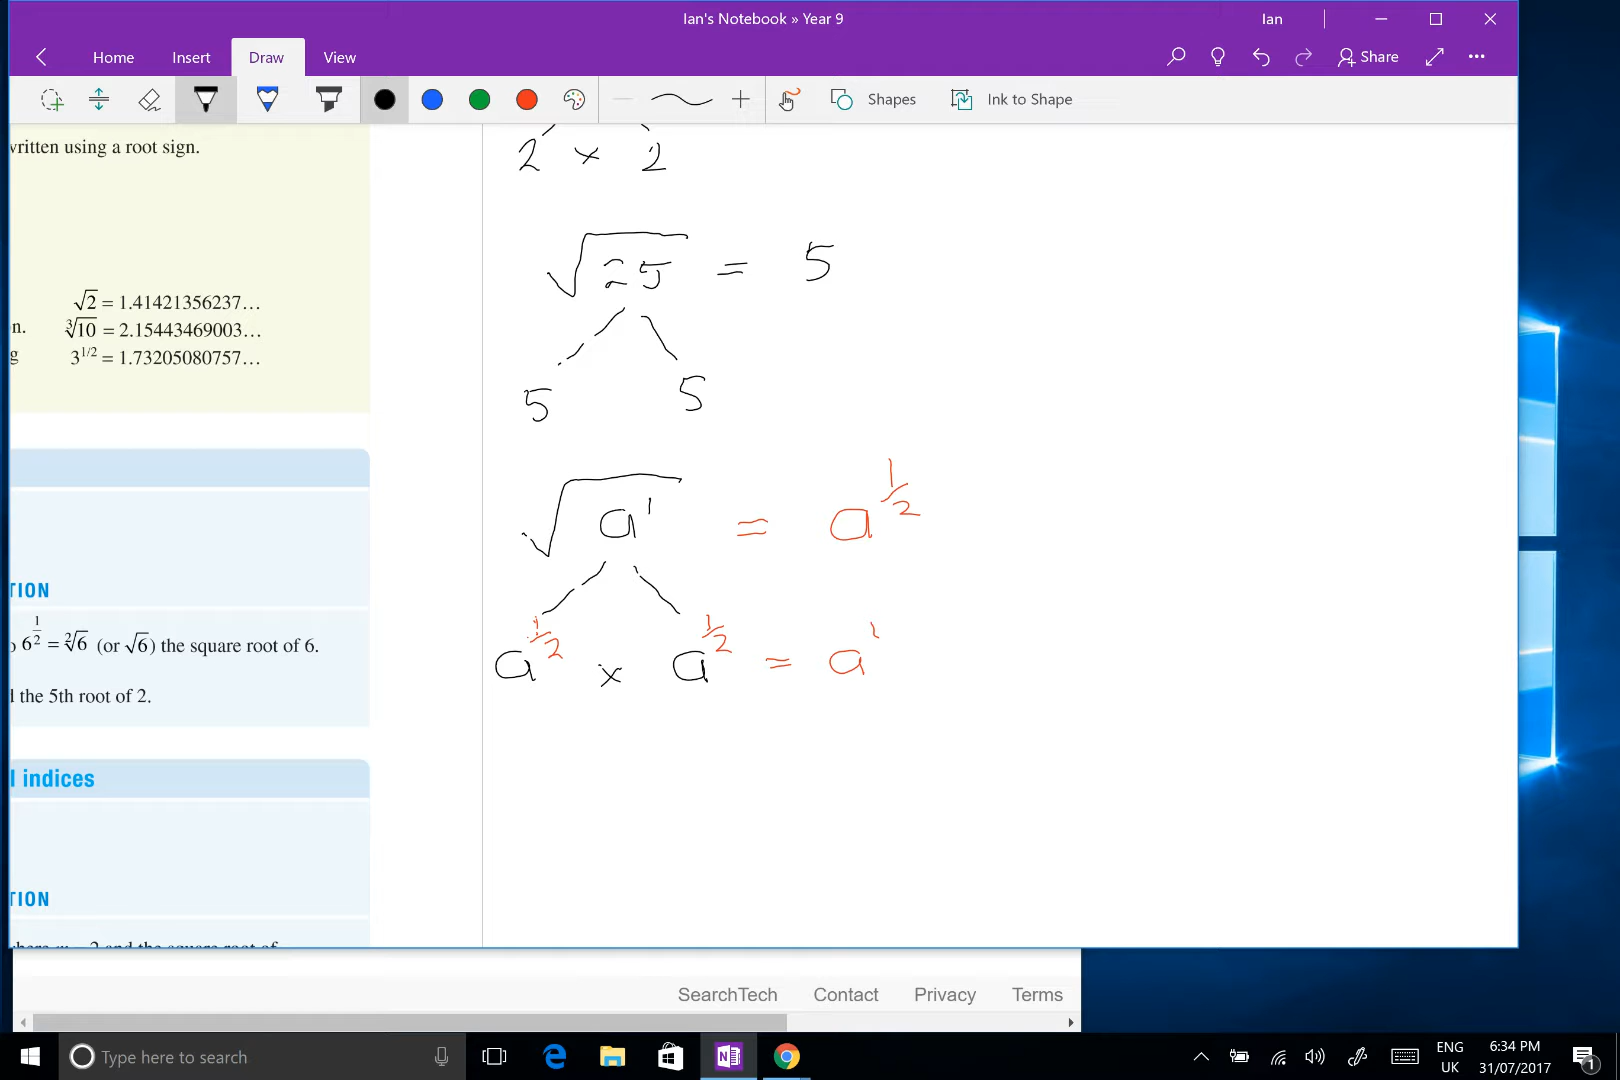 Ian's Notebook » Year 9
Ian
Home Insert Draw View
Share
Shapes
Ink to Shape
written using a root sign.
√2 = 1.41421356237…
n. ∛10 = 2.15443469003…
g 3^1/2 = 1.73205080757…
TION
6^1/2 = ²√6 (or √6) the square root of 6.
the 5th root of 2.
indices
TION
2 × 2
√25 = 5
5 5
√a¹ = a^1/2
a^1/2 × a^1/2 = a¹
SearchTech Contact Privacy Terms
Type here to search
ENG
UK
6:34 PM
31/07/2017
1